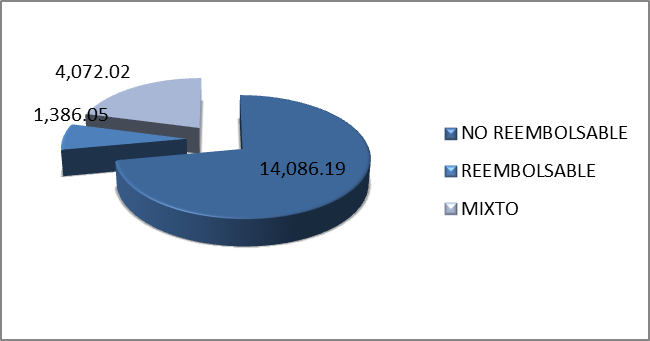 4,072.02
1,386.05
14,086.19
NO REEMBOLSABLE
REEMBOLSABLE
MIXTO